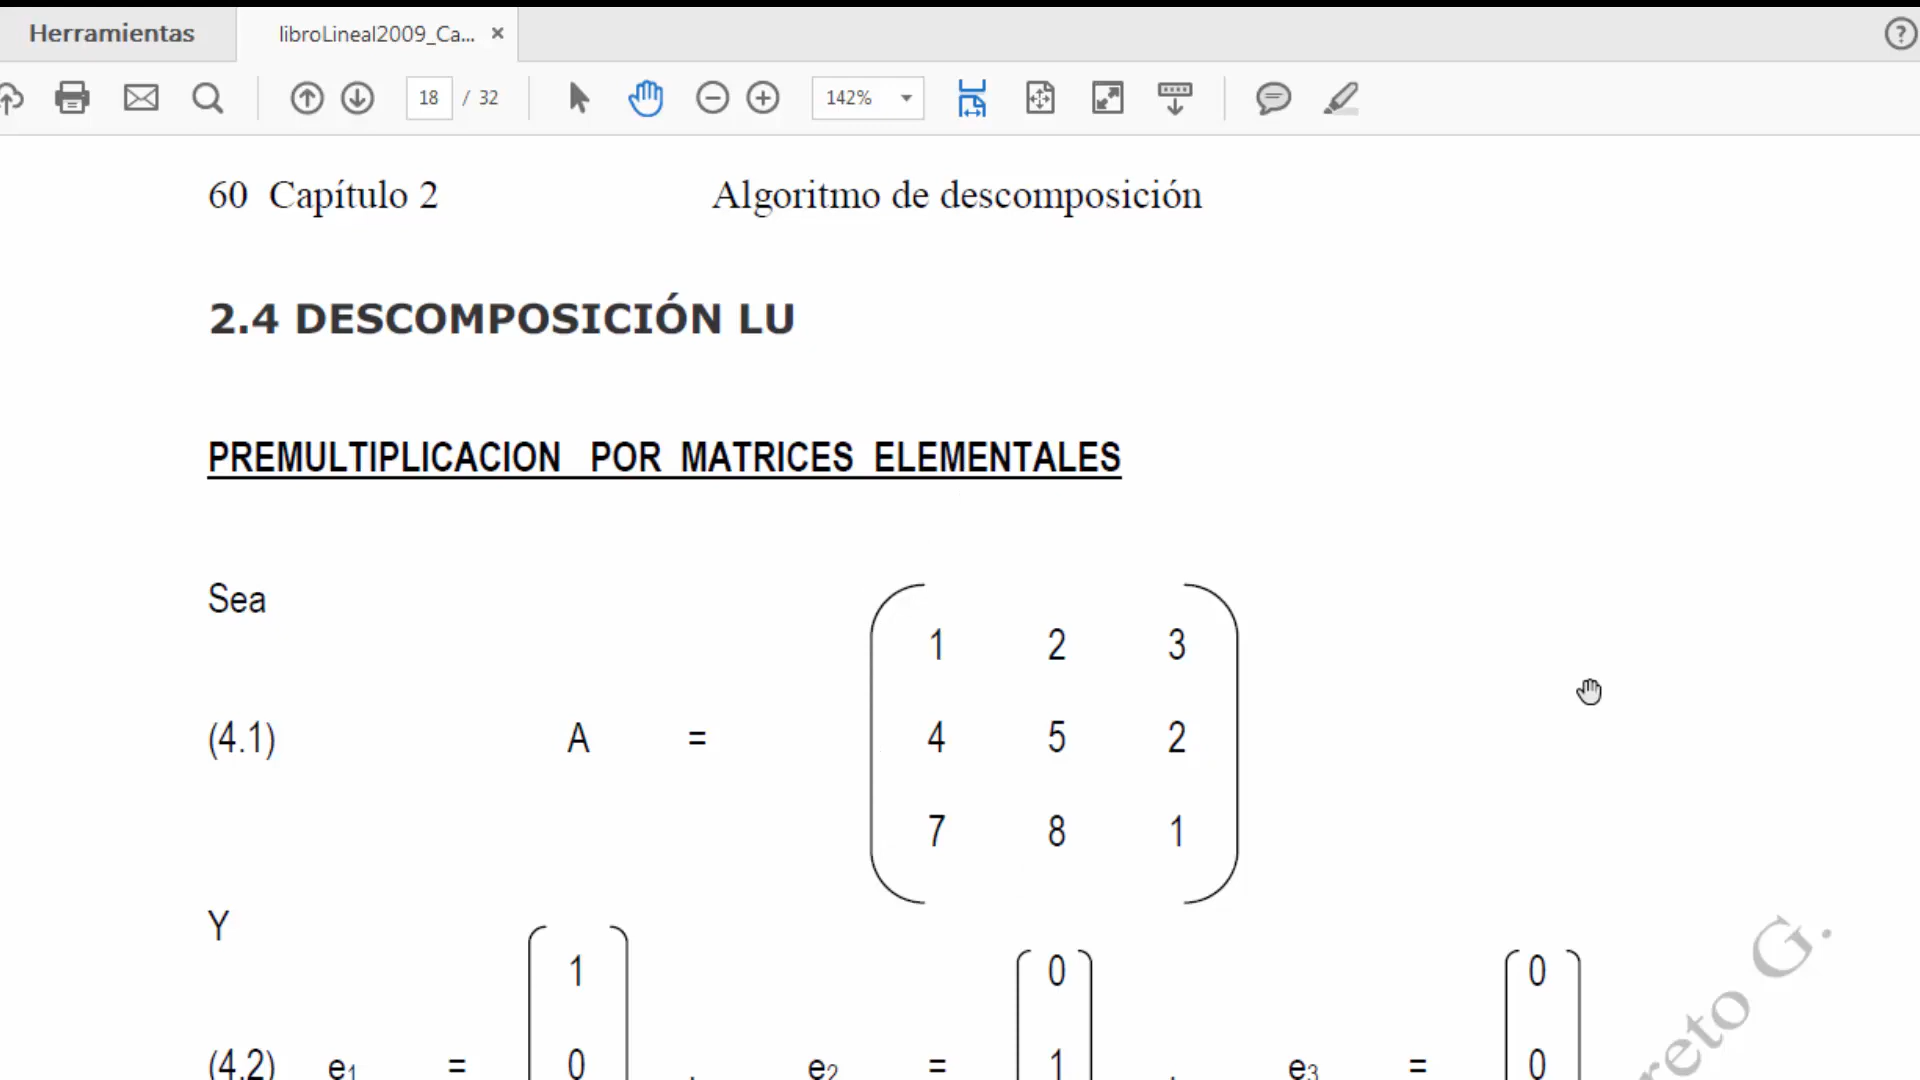 Herramientas
libroLineal2009_Ca... ×
18 / 32
142%
60 Capítulo 2 Algoritmo de descomposición
2.4 DESCOMPOSICIÓN LU
PREMULTIPLICACION POR MATRICES ELEMENTALES
Sea
1 2 3
(4.1) A = 4 5 2
7 8 1
Y
1 0 0
(4.2) e1 = 0 , e2 = 1 , e3 = 0
reto G.